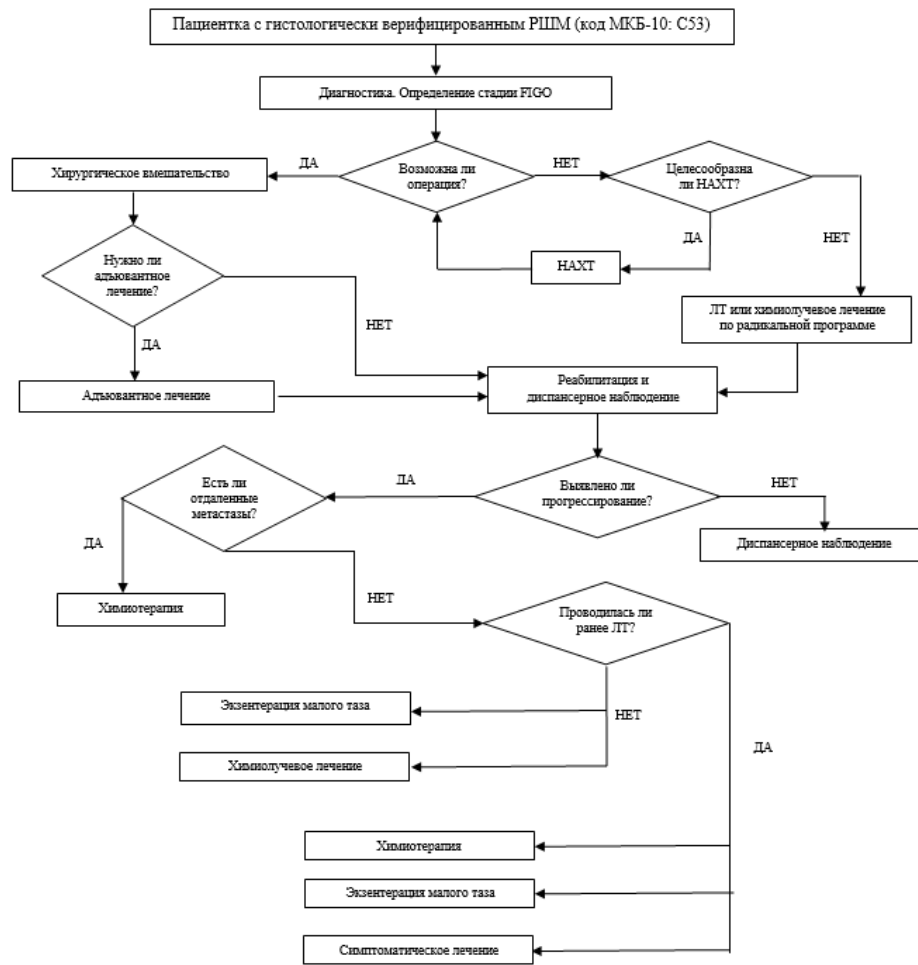 Пациентка с гистологически верифицированным РШМ (код МКБ-10: С53)
Диагностика. Определение стадии FIGO
ДА
Возможна ли
операция?
НЕТ
Целесообразна
ли НАХТ?
Хирургическое вмешательство
ДА
НЕТ
НАХТ
Нужно ли
адъювантное
лечение?
НЕТ
ЛТ или химиолучевое лечение
по радикальной программе
ДА
Адъювантное лечение
Реабилитация и
диспансерное наблюдение
Есть ли
отдаленные
метастазы?
ДА
Выявлено ли
прогрессирование?
НЕТ
Диспансерное наблюдение
ДА
Химиотерапия
НЕТ
Проводилась ли
ранее ЛТ?
Экзентерация малого таза
НЕТ
ДА
Химиолучевое лечение
Химиотерапия
Экзентерация малого таза
Симптоматическое лечение